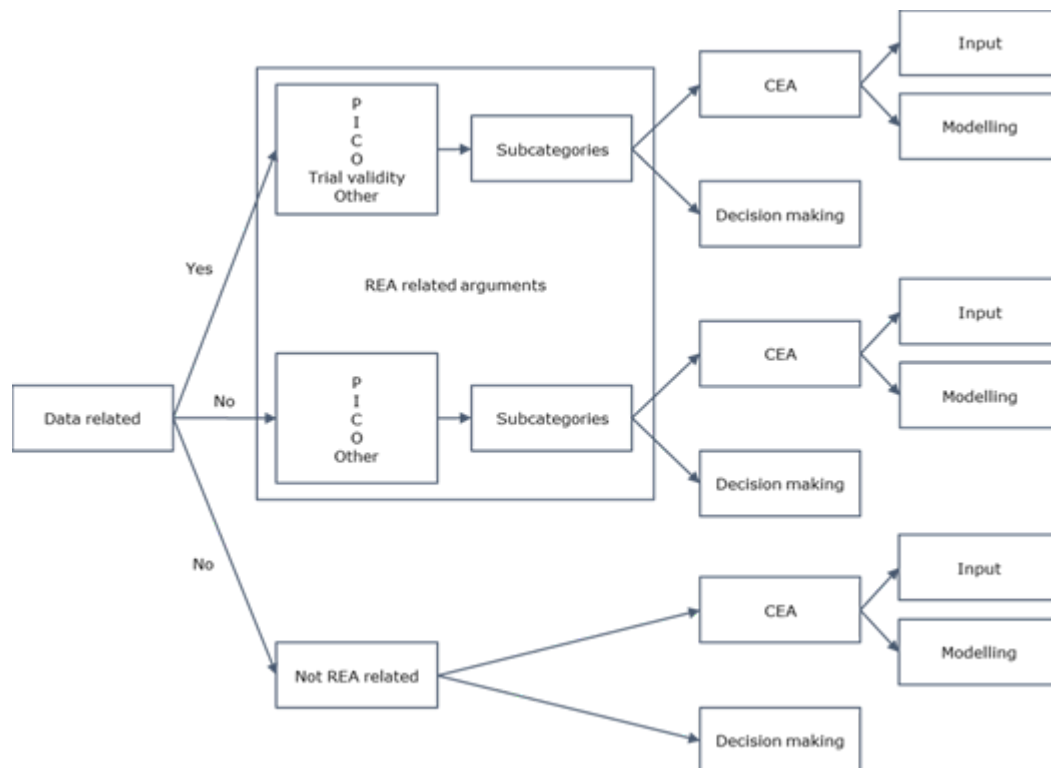 Input
CEA
Modelling
P
I
C
O
Trial validity
Other
Subcategories
Decision making
Yes
REA related arguments
Input
CEA
Modelling
Data related
No
P
I
C
O
Other
Subcategories
Decision making
No
Input
CEA
Modelling
Not REA related
Decision making